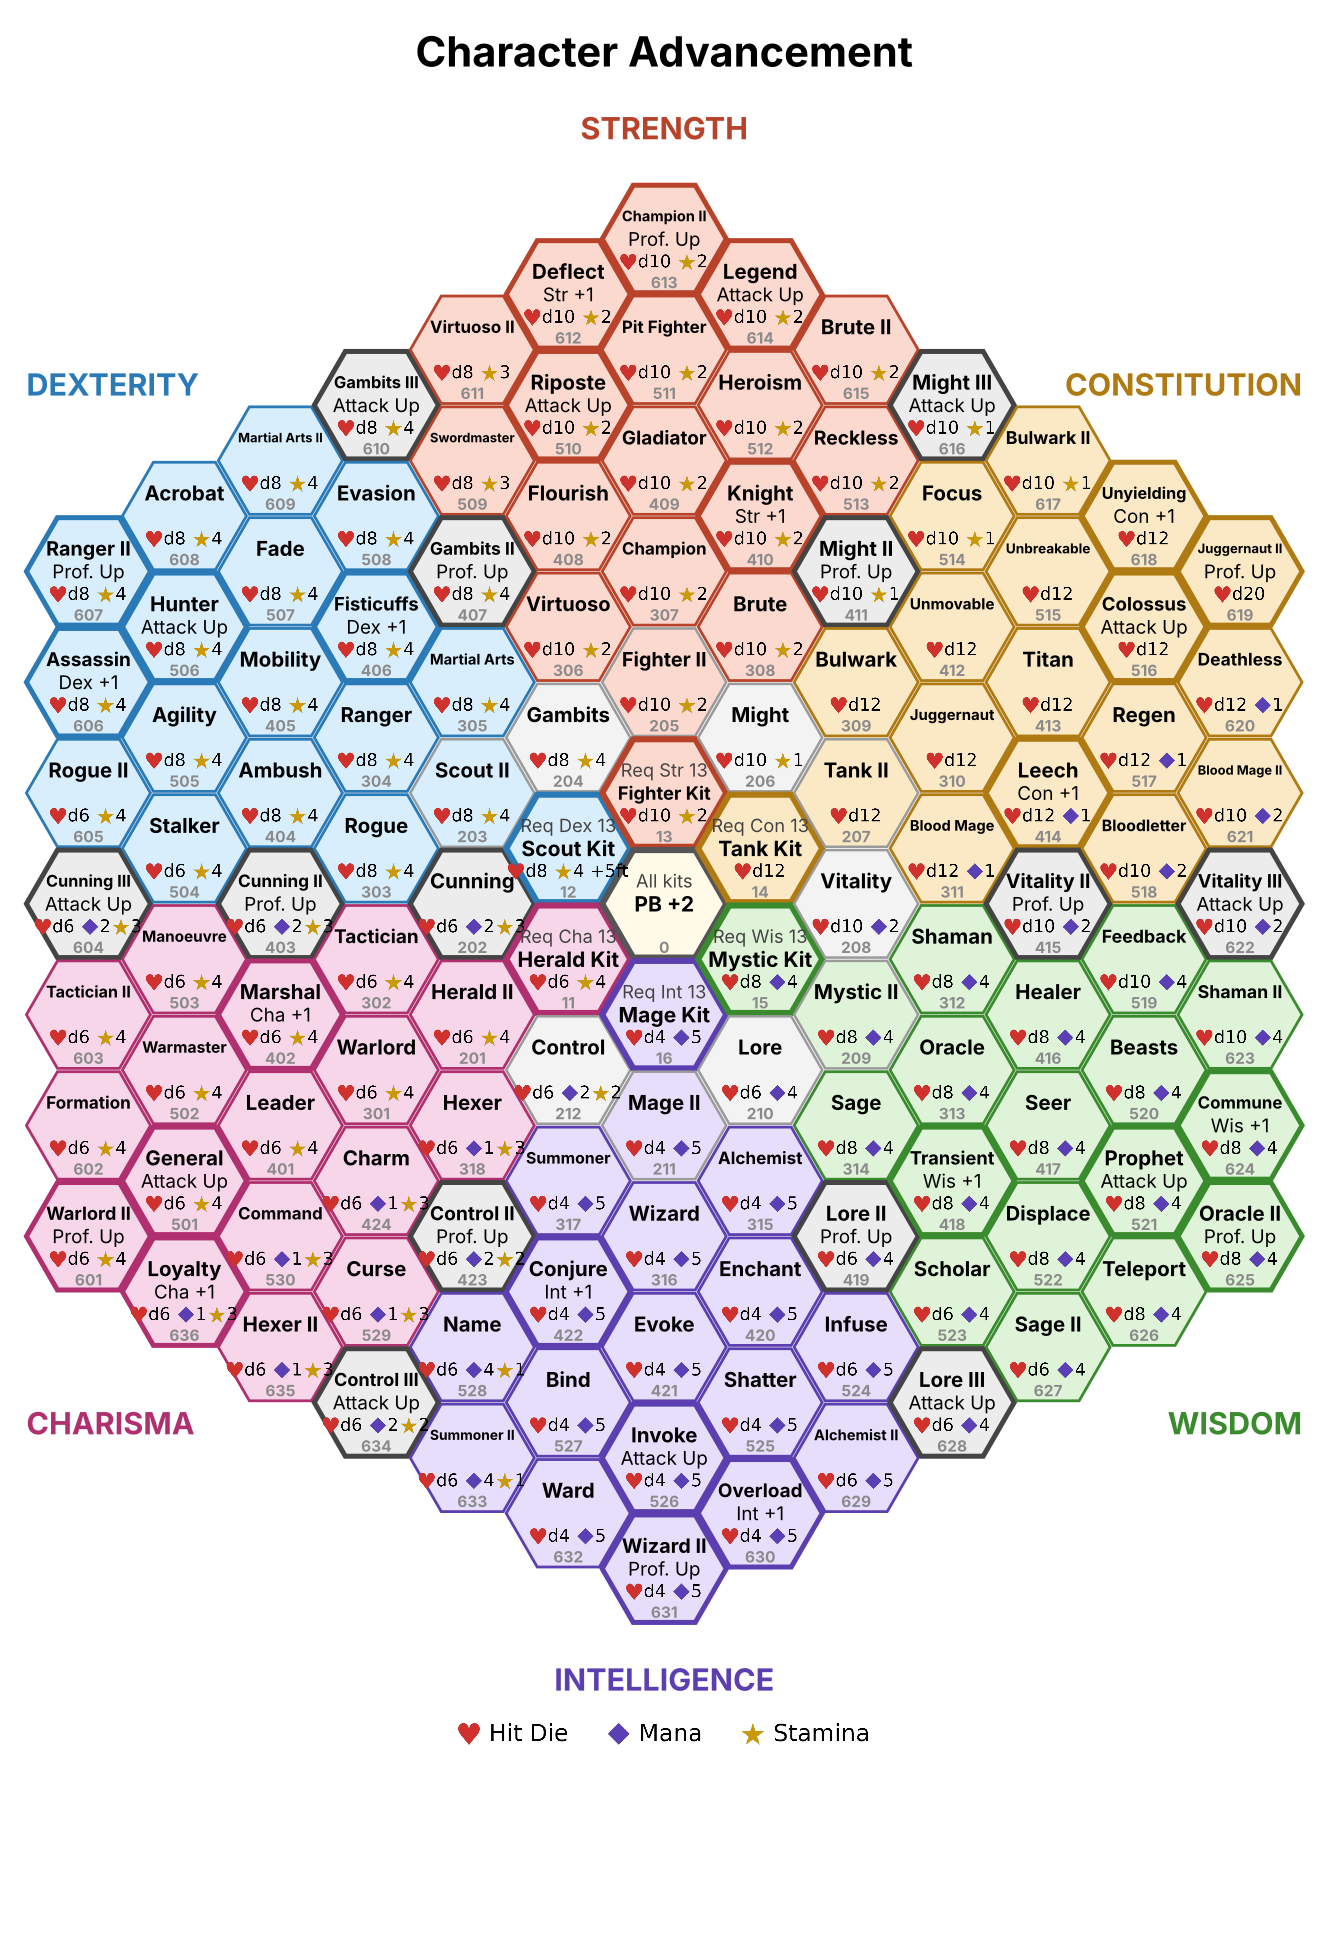 Character Advancement
STRENGTH
Champion II
Prof. Up
♥d10 ★2
613
Deflect
Str +1
♥d10 ★2
612
Legend
Attack Up
♥d10 ★2
614
Virtuoso II
♥d8 ★3
611
Pit Fighter
♥d10 ★2
511
Brute II
♥d10 ★2
615
DEXTERITY
CONSTITUTION
Gambits III
Attack Up
♥d8 ★4
610
Riposte
Attack Up
♥d10 ★2
510
Heroism
♥d10 ★2
512
Might III
Attack Up
♥d10 ★1
616
Martial Arts II
♥d8 ★4
609
Swordmaster
♥d8 ★3
509
Gladiator
♥d10 ★2
409
Reckless
♥d10 ★2
513
Bulwark II
♥d10 ★1
617
Acrobat
♥d8 ★4
608
Evasion
♥d8 ★4
508
Flourish
♥d10 ★2
408
Knight
Str +1
♥d10 ★2
410
Focus
♥d10 ★1
514
Unyielding
Con +1
♥d12
618
Ranger II
Prof. Up
♥d8 ★4
607
Fade
♥d8 ★4
507
Gambits II
Prof. Up
♥d8 ★4
407
Champion
♥d10 ★2
307
Might II
Prof. Up
♥d10 ★1
411
Unbreakable
♥d12
515
Juggernaut II
Prof. Up
♥d20
619
Hunter
Attack Up
♥d8 ★4
506
Fisticuffs
Dex +1
♥d8 ★4
406
Virtuoso
♥d10 ★2
306
Brute
♥d10 ★2
308
Unmovable
♥d12
412
Colossus
Attack Up
♥d12
516
Assassin
Dex +1
♥d8 ★4
606
Mobility
♥d8 ★4
405
Martial Arts
♥d8 ★4
305
Fighter II
♥d10 ★2
205
Bulwark
♥d12
309
Titan
♥d12
413
Deathless
♥d12 ◆1
620
Agility
♥d8 ★4
505
Ranger
♥d8 ★4
304
Gambits
♥d8 ★4
204
Might
♥d10 ★1
206
Juggernaut
♥d12
310
Regen
♥d12 ◆1
517
Rogue II
♥d6 ★4
605
Ambush
♥d8 ★4
404
Scout II
♥d8 ★4
203
Req Str 13
Fighter Kit
♥d10 ★2
13
Tank II
♥d12
207
Leech
Con +1
♥d12 ◆1
414
Blood Mage II
♥d10 ◆2
621
Stalker
♥d6 ★4
504
Rogue
♥d8 ★4
303
Req Dex 13
Scout Kit
♥d8 ★4 +5ft
12
Req Con 13
Tank Kit
♥d12
14
Blood Mage
♥d12 ◆1
311
Bloodletter
♥d10 ◆2
518
Cunning III
Attack Up
♥d6 ◆2★3
604
Cunning II
Prof. Up
♥d6 ◆2★3
403
Cunning
♥d6 ◆2★3
202
All kits
PB +2
0
Vitality
♥d10 ◆2
208
Vitality II
Prof. Up
♥d10 ◆2
415
Vitality III
Attack Up
♥d10 ◆2
622
Manoeuvre
♥d6 ★4
503
Tactician
♥d6 ★4
302
Req Cha 13
Herald Kit
♥d6 ★4
11
Req Wis 13
Mystic Kit
♥d8 ◆4
15
Shaman
♥d8 ◆4
312
Feedback
♥d10 ◆4
519
Tactician II
♥d6 ★4
603
Marshal
Cha +1
♥d6 ★4
402
Herald II
♥d6 ★4
201
Req Int 13
Mage Kit
♥d4 ◆5
16
Mystic II
♥d8 ◆4
209
Healer
♥d8 ◆4
416
Shaman II
♥d10 ◆4
623
Warmaster
♥d6 ★4
502
Warlord
♥d6 ★4
301
Control
♥d6 ◆2★2
212
Lore
♥d6 ◆4
210
Oracle
♥d8 ◆4
313
Beasts
♥d8 ◆4
520
Formation
♥d6 ★4
602
Leader
♥d6 ★4
401
Hexer
♥d6 ◆1★3
318
Mage II
♥d4 ◆5
211
Sage
♥d8 ◆4
314
Seer
♥d8 ◆4
417
Commune
Wis +1
♥d8 ◆4
624
General
Attack Up
♥d6 ★4
501
Charm
♥d6 ◆1★3
424
Summoner
♥d4 ◆5
317
Alchemist
♥d4 ◆5
315
Transient
Wis +1
♥d8 ◆4
418
Prophet
Attack Up
♥d8 ◆4
521
Warlord II
Prof. Up
♥d6 ★4
601
Command
♥d6 ◆1★3
530
Control II
Prof. Up
♥d6 ◆2★2
423
Wizard
♥d4 ◆5
316
Lore II
Prof. Up
♥d6 ◆4
419
Displace
♥d8 ◆4
522
Oracle II
Prof. Up
♥d8 ◆4
625
Loyalty
Cha +1
♥d6 ◆1★3
636
Curse
♥d6 ◆1★3
529
Conjure
Int +1
♥d4 ◆5
422
Enchant
♥d4 ◆5
420
Scholar
♥d6 ◆4
523
Teleport
♥d8 ◆4
626
Hexer II
♥d6 ◆1★3
635
Name
♥d6 ◆4★1
528
Evoke
♥d4 ◆5
421
Infuse
♥d6 ◆5
524
Sage II
♥d6 ◆4
627
Control III
Attack Up
♥d6 ◆2★2
634
Bind
♥d4 ◆5
527
Shatter
♥d4 ◆5
525
Lore III
Attack Up
♥d6 ◆4
628
CHARISMA
WISDOM
Summoner II
♥d6 ◆4★1
633
Invoke
Attack Up
♥d4 ◆5
526
Alchemist II
♥d6 ◆5
629
Ward
♥d4 ◆5
632
Overload
Int +1
♥d4 ◆5
630
Wizard II
Prof. Up
♥d4 ◆5
631
INTELLIGENCE
♥ Hit Die ◆ Mana ★ Stamina